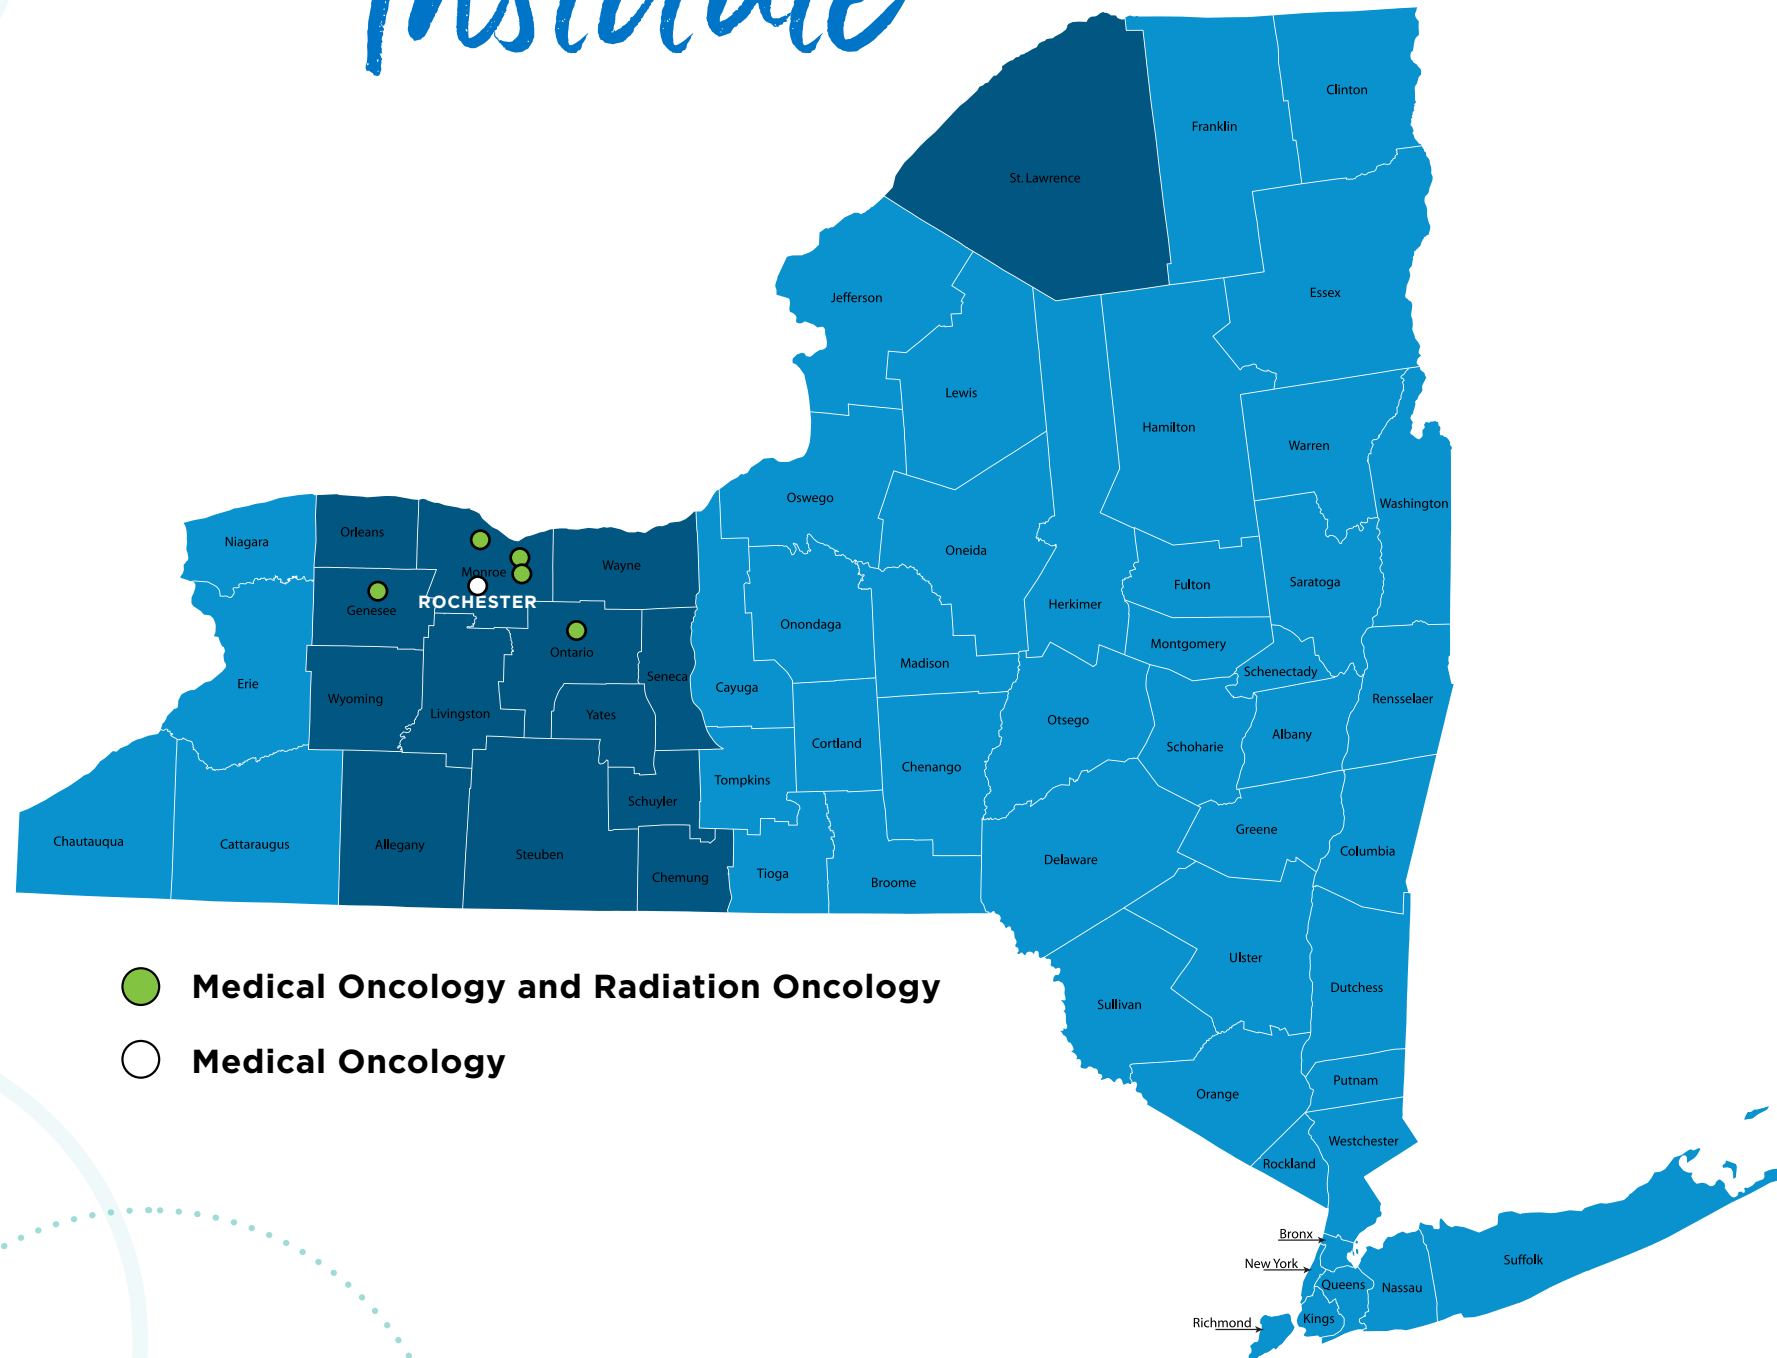 Institute
Clinton
Franklin
St. Lawrence
Essex
Jefferson
Lewis
Hamilton
Warren
Washington
Oswego
Oneida
Niagara
Orleans
Monroe
Wayne
Genesee
ROCHESTER
Herkimer
Fulton
Saratoga
Onondaga
Madison
Montgomery
Schenectady
Ontario
Seneca
Cayuga
Erie
Wyoming
Livingston
Yates
Otsego
Rensselaer
Albany
Schoharie
Cortland
Chenango
Tompkins
Schuyler
Chautauqua
Cattaraugus
Allegany
Steuben
Chemung
Tioga
Broome
Delaware
Greene
Columbia
Ulster
Dutchess
Sullivan
Medical Oncology and Radiation Oncology
Medical Oncology
Orange
Putnam
Westchester
Rockland
Bronx
New York
Queens
Nassau
Suffolk
Richmond
Kings